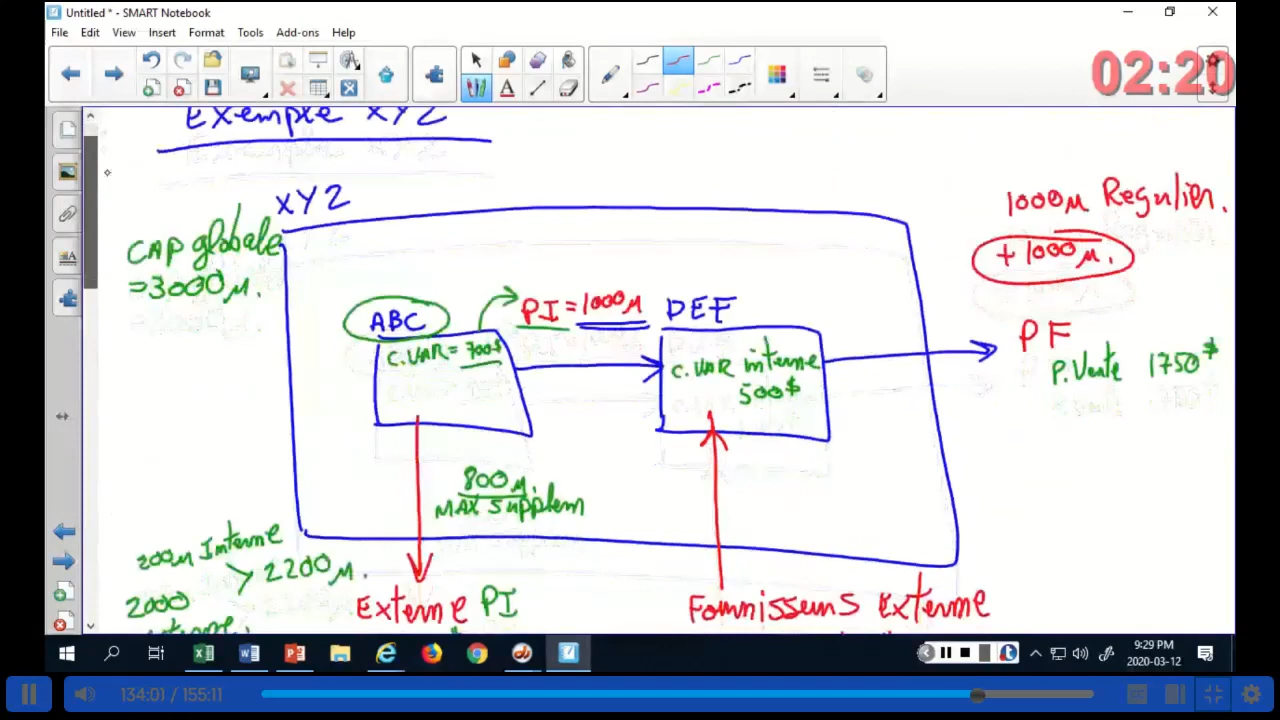 Untitled * - SMART Notebook
File Edit View Insert Format Tools Add-ons Help
02:20
Exemple XYZ
XYZ
1000u Regulier.
+ 1000u.
CAP globale
= 3000u.
ABC
PI = 1000u
DEF
C.VAR = 700$
C.VAR interne
500$
PF
P.Vente 1750$
800u.
MAX Supplem
200u Interne
> 2200u.
2000
Externe PI
Fournisseurs externe
9:29 PM
2020-03-12
134:01 / 155:11